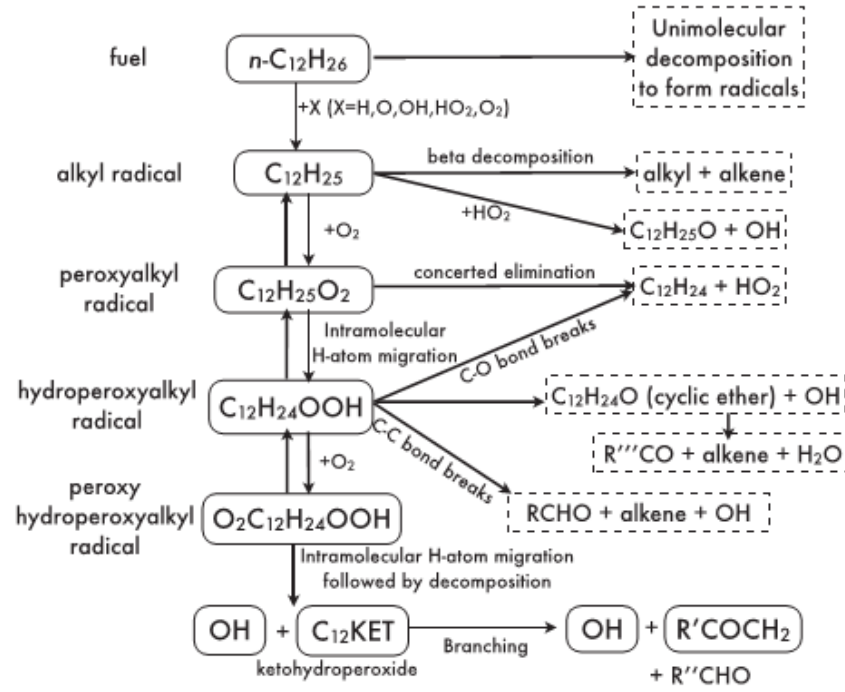 fuel
n-C₁₂H₂₆
Unimolecular
decomposition
to form radicals
+X (X=H,O,OH,HO₂,O₂)
alkyl radical
C₁₂H₂₅
beta decomposition
alkyl + alkene
+HO₂
C₁₂H₂₅O + OH
+O₂
peroxyalkyl
radical
C₁₂H₂₅O₂
concerted elimination
C₁₂H₂₄ + HO₂
Intramolecular
H-atom migration
C-O bond breaks
hydroperoxyalkyl
radical
C₁₂H₂₄OOH
C₁₂H₂₄O (cyclic ether) + OH
R'''CO + alkene + H₂O
C-C bond breaks
+O₂
RCHO + alkene + OH
peroxy
hydroperoxyalkyl
radical
O₂C₁₂H₂₄OOH
Intramolecular H-atom migration
followed by decomposition
OH + C₁₂KET
ketohydroperoxide
Branching
OH + R'COCH₂
+ R''CHO